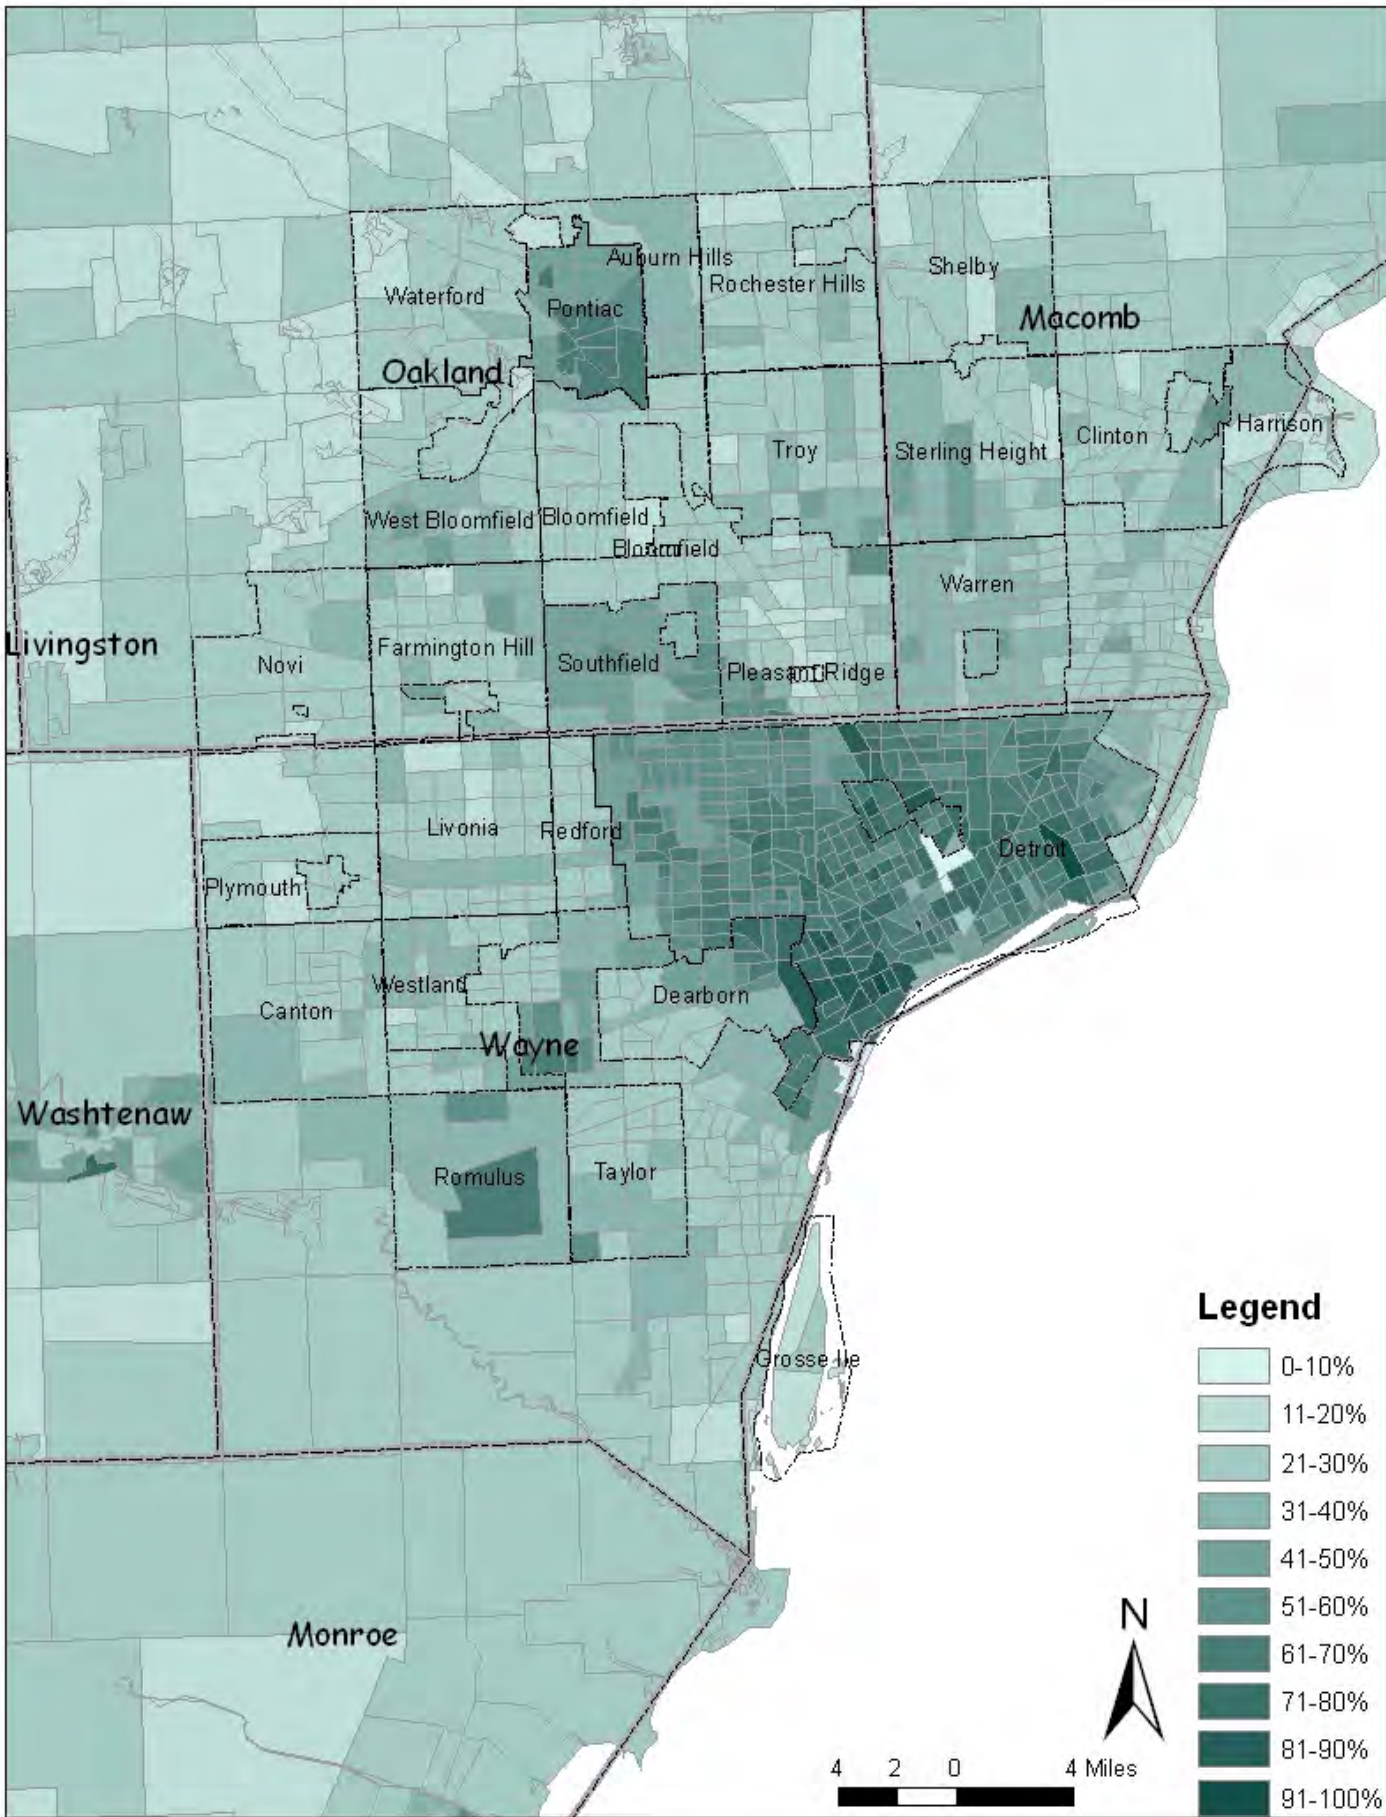 Auburn Hills
Shelby
Rochester Hills
Waterford
Pontiac
Macomb
Oakland
Harrison
Clinton
Troy
Sterling Height
West Bloomfield
Bloomfield
Bloomfield
Warren
Livingston
Farmington Hill
Novi
Southfield
Pleasant Ridge
Livonia
Redford
Detroit
Plymouth
Westland
Dearborn
Canton
Wayne
Washtenaw
Romulus
Taylor
Grosse Ile
Monroe
Legend
0-10%
11-20%
21-30%
31-40%
41-50%
51-60%
61-70%
71-80%
81-90%
91-100%
N
4 2 0 4 Miles